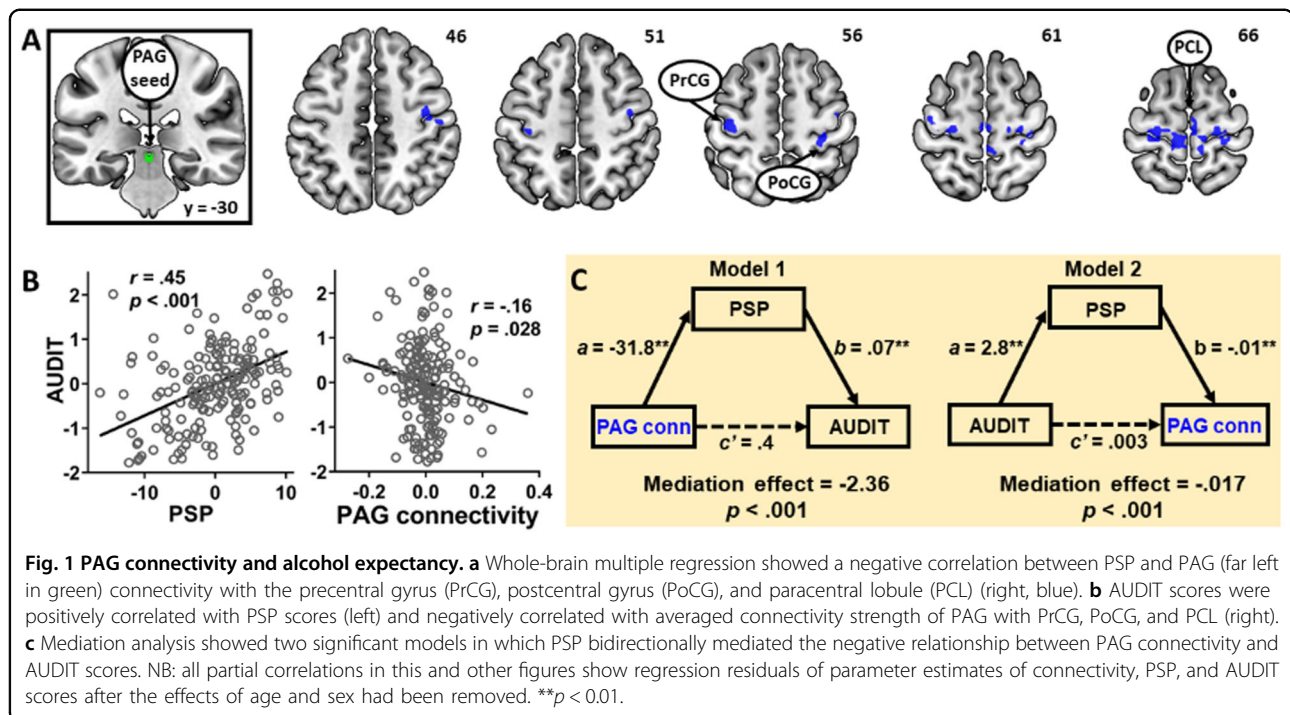 A
PAG
seed
y = -30
46
51
56
61
66
PrCG
PoCG
PCL
B
r = .45
p < .001
AUDIT
2
1
0
-1
-2
-10
0
10
PSP
r = -.16
p = .028
2
1
0
-1
-2
-0.2
0.0
0.2
0.4
PAG connectivity
C
Model 1
PSP
a = -31.8**
b = .07**
PAG conn
c' = .4
AUDIT
Mediation effect = -2.36
p < .001
Model 2
PSP
a = 2.8**
b = -.01**
AUDIT
c' = .003
PAG conn
Mediation effect = -.017
p < .001
Fig. 1 PAG connectivity and alcohol expectancy. a Whole-brain multiple regression showed a negative correlation between PSP and PAG (far left
in green) connectivity with the precentral gyrus (PrCG), postcentral gyrus (PoCG), and paracentral lobule (PCL) (right, blue). b AUDIT scores were
positively correlated with PSP scores (left) and negatively correlated with averaged connectivity strength of PAG with PrCG, PoCG, and PCL (right).
c Mediation analysis showed two significant models in which PSP bidirectionally mediated the negative relationship between PAG connectivity and
AUDIT scores. NB: all partial correlations in this and other figures show regression residuals of parameter estimates of connectivity, PSP, and AUDIT
scores after the effects of age and sex had been removed. **p < 0.01.